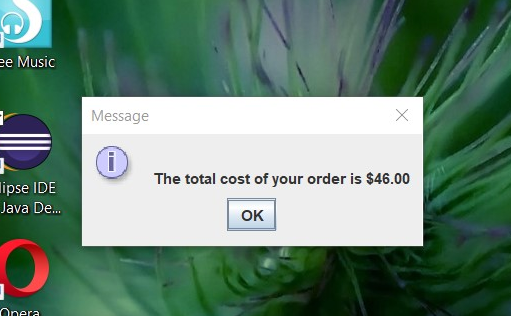 ee Music
Message
The total cost of your order is $46.00
OK
lipse IDE
Java De...
Opera